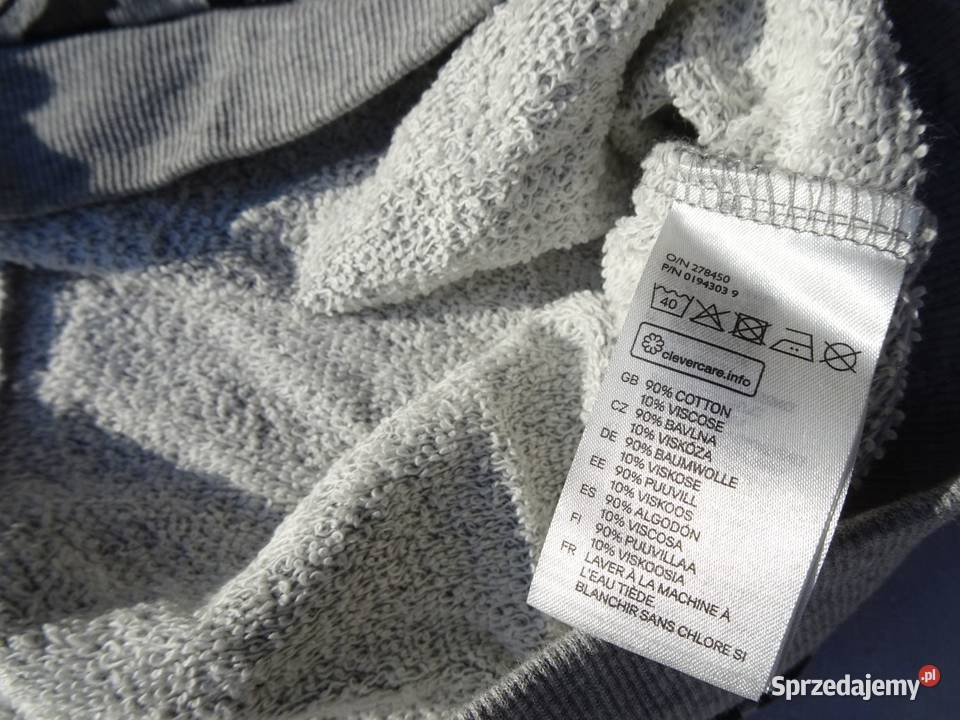 O/N 278450
P/N 0194303 9
40
clevercare.info
GB 90% COTTON
10% VISCOSE
CZ 90% BAVLNA
10% VISKÓZA
DE 90% BAUMWOLLE
10% VISKOSE
EE 90% PUUVILL
10% VISKOOS
ES 90% ALGODÓN
10% VISCOSA
FI 90% PUUVILLAA
10% VISKOOSIA
FR LAVER À LA MACHINE À
L'EAU TIÈDE
BLANCHIR SANS CHLORE SI
Sprzedajemy.pl